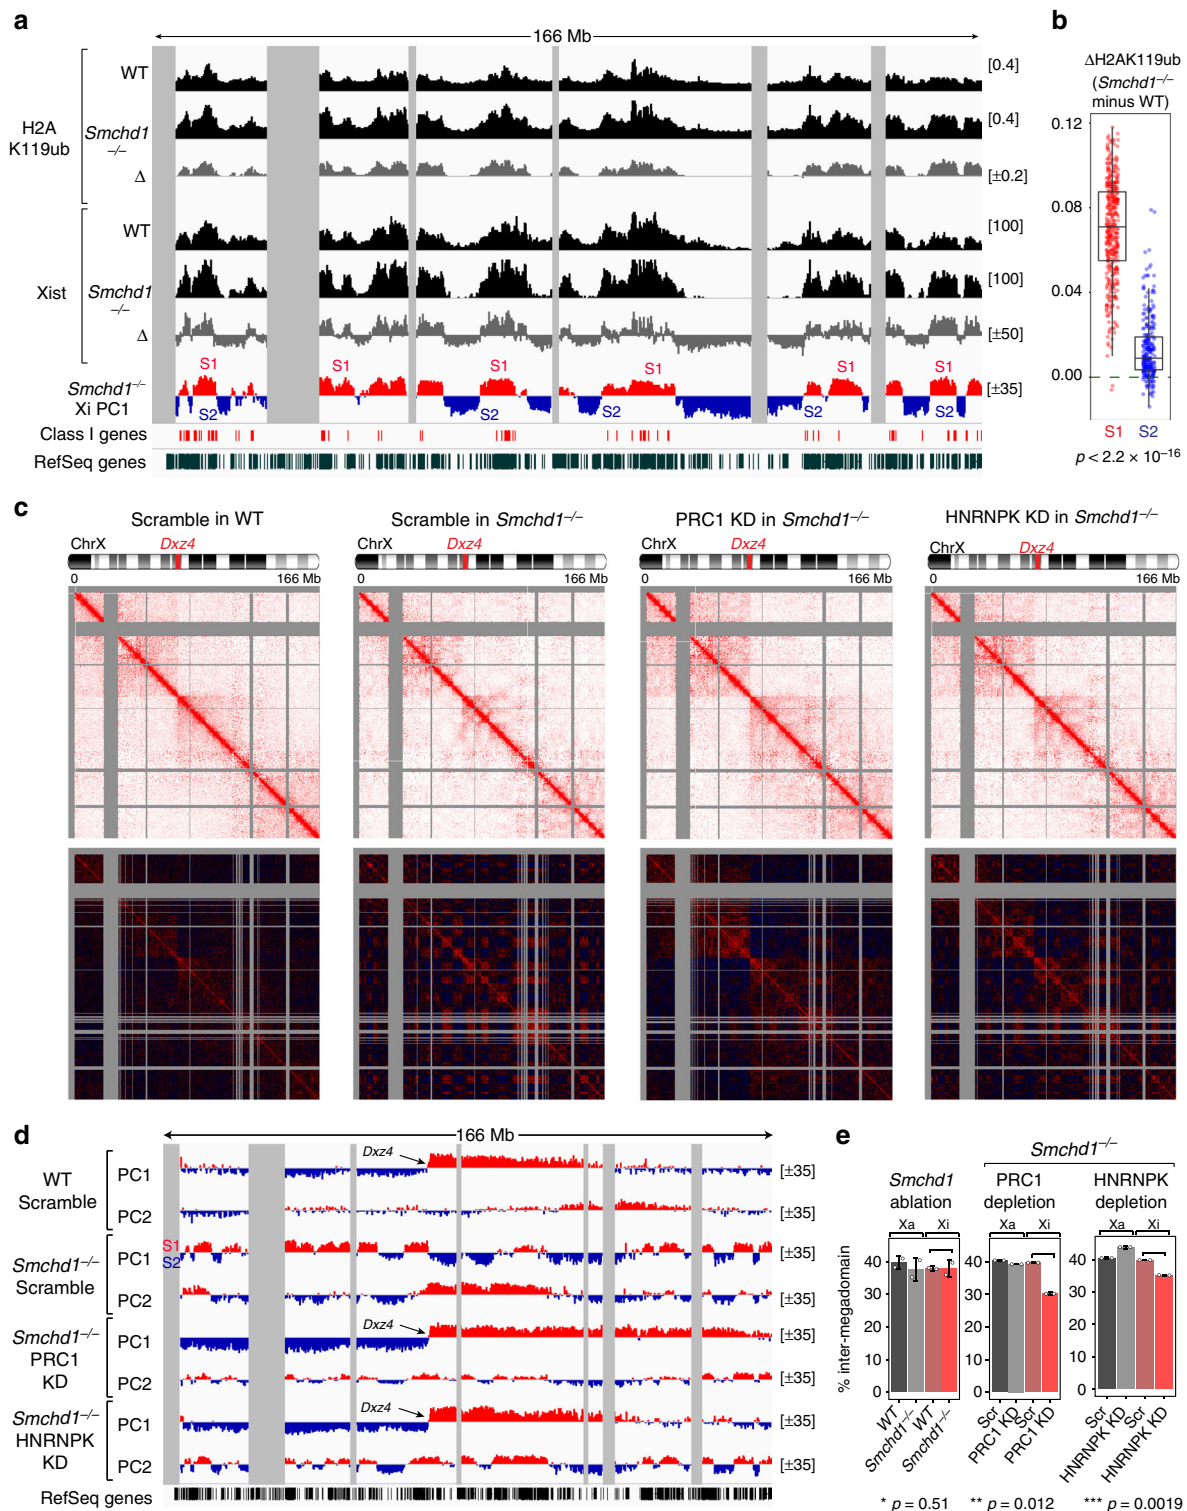 a
166 Mb
H2A
K119ub
WT
[0.4]
Smchd1
–/–
[0.4]
Δ
[±0.2]
Xist
WT
[100]
Smchd1
–/–
[100]
Δ
[±50]
S1 S1 S1 S1 S1 S1
Smchd1–/–
Xi PC1
[±35]
S2 S2 S2 S2 S2
Class I genes
RefSeq genes
b
ΔH2AK119ub
(Smchd1–/–
minus WT)
0.12
0.08
0.04
0.00
S1 S2
p < 2.2 × 10–16
c
Scramble in WT
ChrX Dxz4
0 166 Mb
Scramble in Smchd1–/–
ChrX Dxz4
0 166 Mb
PRC1 KD in Smchd1–/–
ChrX Dxz4
0 166 Mb
HNRNPK KD in Smchd1–/–
ChrX Dxz4
0 166 Mb
d
166 Mb
WT
Scramble
PC1
Dxz4
[±35]
PC2
[±35]
Smchd1–/–
Scramble
S1
S2
PC1
[±35]
PC2
[±35]
Smchd1–/–
PRC1
KD
PC1
Dxz4
[±35]
PC2
[±35]
Smchd1–/–
HNRNPK
KD
PC1
Dxz4
[±35]
PC2
[±35]
RefSeq genes
e
Smchd1–/–
Smchd1
ablation
PRC1
depletion
HNRNPK
depletion
% inter-megadomain
Xa Xi
40
30
20
10
0
WT
Smchd1–/–
WT
Smchd1–/–
* p = 0.51
Xa Xi
40
30
20
10
0
Scr
PRC1 KD
Scr
PRC1 KD
** p = 0.012
Xa Xi
40
30
20
10
0
Scr
HNRNPK KD
Scr
HNRNPK KD
*** p = 0.0019